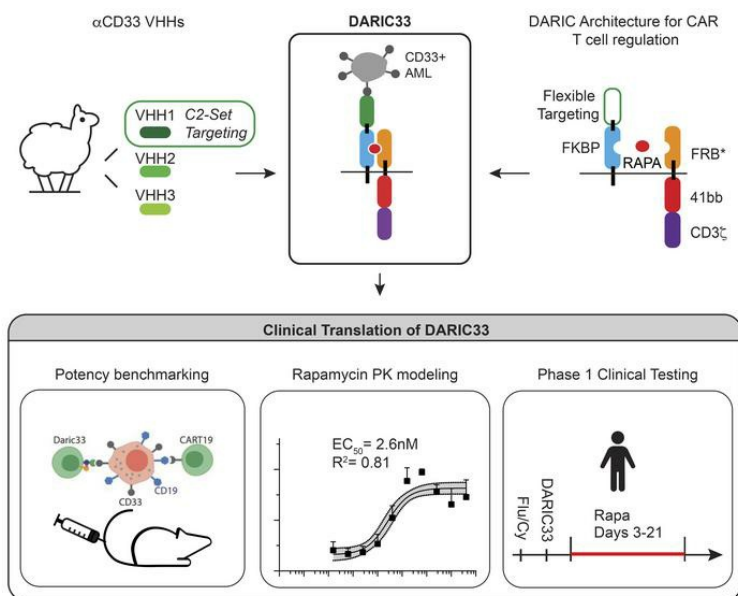 αCD33 VHHs
VHH1
C2-Set
Targeting
VHH2
VHH3
DARIC33
CD33+
AML
DARIC Architecture for CAR
T cell regulation
Flexible
Targeting
FKBP
RAPA
FRB*
41bb
CD3ζ
Clinical Translation of DARIC33
Potency benchmarking
Daric33
CART19
CD19
CD33
Rapamycin PK modeling
EC50= 2.6nM
R2= 0.81
Phase 1 Clinical Testing
Flu/Cy
DARIC33
Rapa
Days 3-21